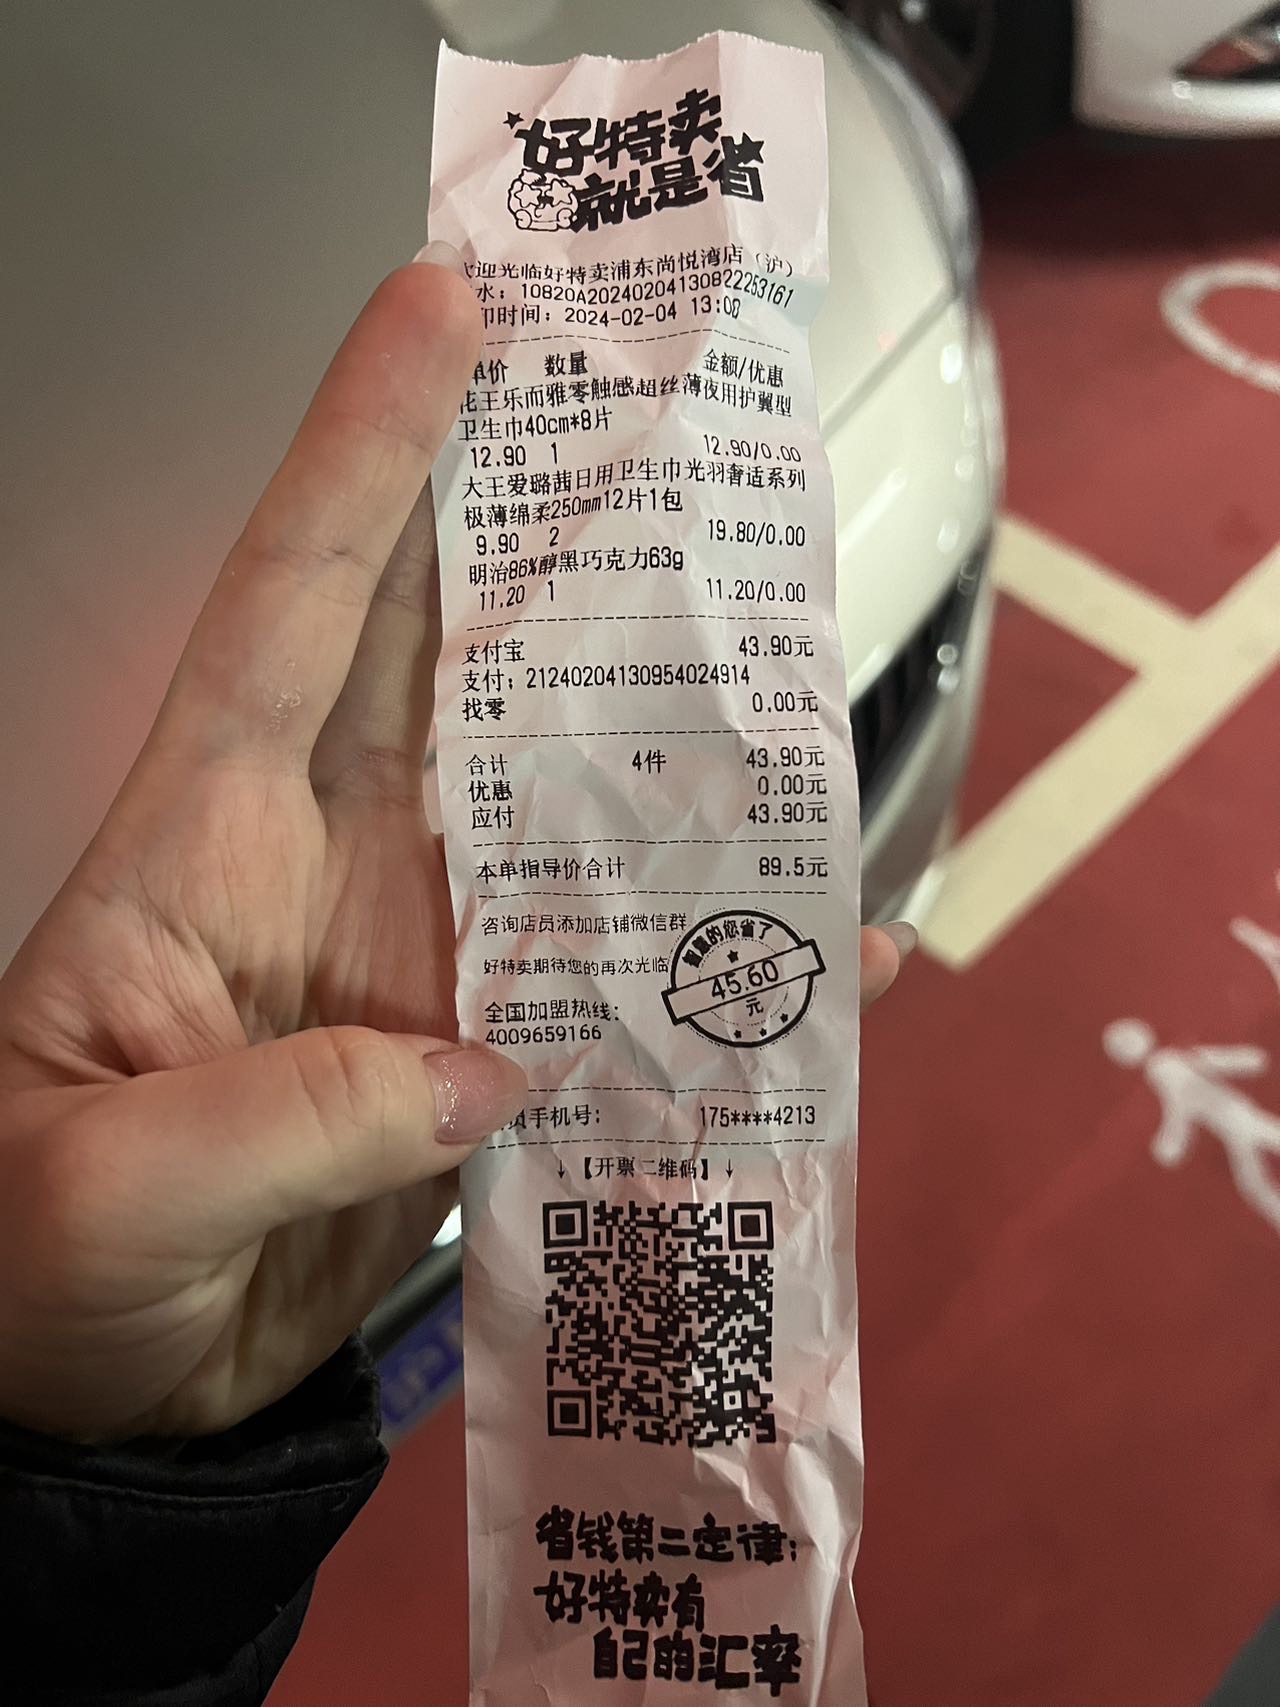 好特卖
就是省
迎光临好特卖浦东尚悦湾店（沪）
水：10820A20240204130822253161
印时间：2024-02-04 13:08
单价 数量 金额/优惠
花王乐而雅零触感超丝薄夜用护翼型
卫生巾40cm*8片
12.90 1 12.90/0.00
大王爱璐茜日用卫生巾光羽奢适系列
极薄绵柔250mm12片1包
9.90 2 19.80/0.00
明治86%醇黑巧克力63g
11.20 1 11.20/0.00
支付宝 43.90元
支付：21240204130954024914
找零 0.00元
合计 4件 43.90元
优惠 0.00元
应付 43.90元
本单指导价合计 89.5元
咨询店员添加店铺微信群
好特卖期待您的再次光临
智慧的您省了
45.60
元
全国加盟热线：
4009659166
员手机号： 175****4213
↓【开票二维码】↓
省钱第二定律：
好特卖有
自己的汇率